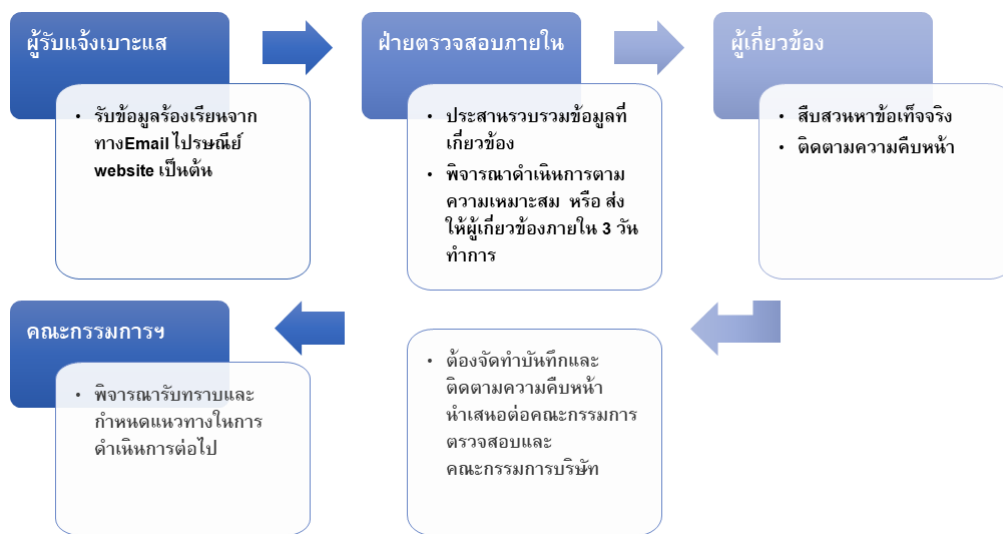 ผู้รับแจ้งเบาะแส
• รับข้อมูลร้องเรียนจาก
ทางEmail ไปรษณีย์
website เป็นต้น
ฝ่ายตรวจสอบภายใน
• ประสานรวบรวมข้อมูลที่
เกี่ยวข้อง
• พิจารณาดำเนินการตาม
ความเหมาะสม หรือ ส่ง
ให้ผู้เกี่ยวข้องภายใน 3 วัน
ทำการ
ผู้เกี่ยวข้อง
• สืบสวนหาข้อเท็จจริง
• ติดตามความคืบหน้า
• ต้องจัดทำบันทึกและ
ติดตามความคืบหน้า
นำเสนอต่อคณะกรรมการ
ตรวจสอบและ
คณะกรรมการบริษัท
คณะกรรมการฯ
• พิจารณารับทราบและ
กำหนดแนวทางในการ
ดำเนินการต่อไป